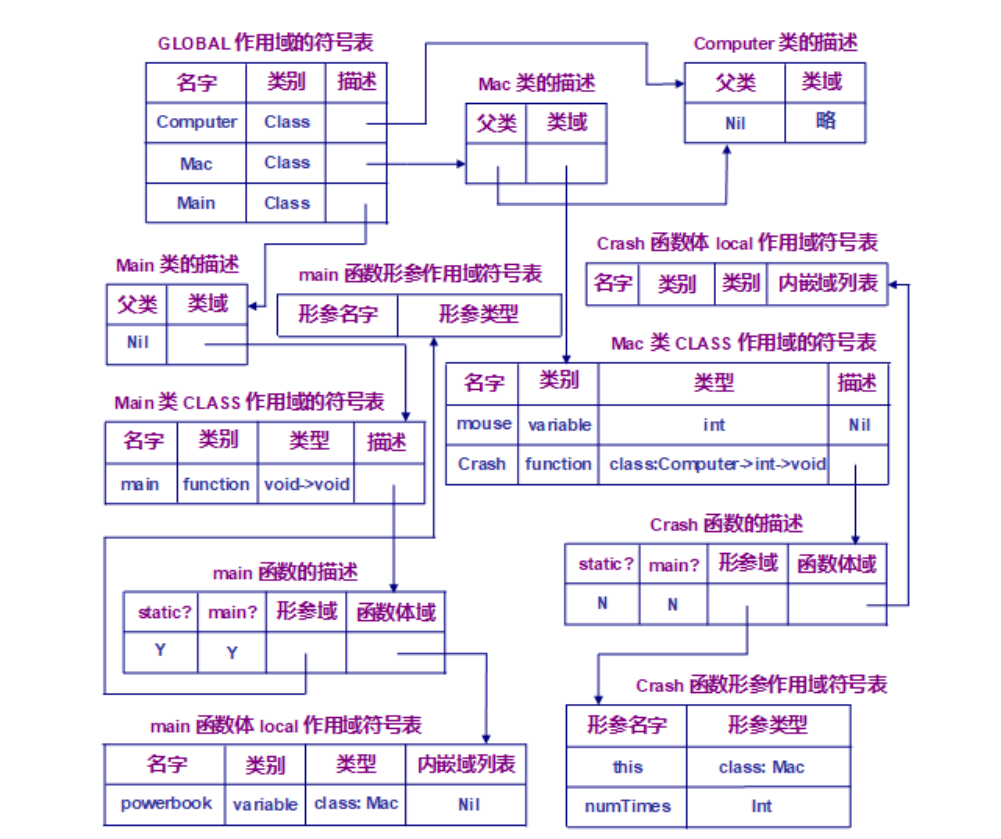 GLOBAL 作用域的符号表
名字 类别 描述
Computer Class
Mac Class
Main Class
Mac 类的描述
父类 类域
Computer 类的描述
父类 类域
Nil 略
Main 类的描述
父类 类域
Nil
main 函数形参作用域符号表
形参名字 形参类型
Crash 函数体 local 作用域符号表
名字 类别 类别 内嵌域列表
Mac 类 CLASS 作用域的符号表
名字 类别 类型 描述
mouse variable int Nil
Crash function class:Computer->int->void
Main 类 CLASS 作用域的符号表
名字 类别 类型 描述
main function void->void
Crash 函数的描述
static? main? 形参域 函数体域
N N
main 函数的描述
static? main? 形参域 函数体域
Y Y
Crash 函数形参作用域符号表
形参名字 形参类型
this class: Mac
numTimes Int
main 函数体 local 作用域符号表
名字 类别 类型 内嵌域列表
powerbook variable class: Mac Nil